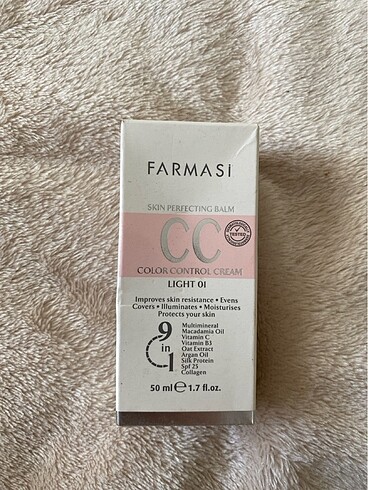 FARMASİ
SKIN PERFECTING BALM
CC
TESTED
COLOR CONTROL CREAM
LIGHT 01
Improves skin resistance • Evens
Covers • Illuminates • Moisturises
Protects your skin
9 in 1
Multimineral
Macadamia Oil
Vitamin C
Vitamin B3
Oat Extract
Argan Oil
Silk Protein
Spf 25
Collagen
50 ml ℮ 1.7 fl.oz.